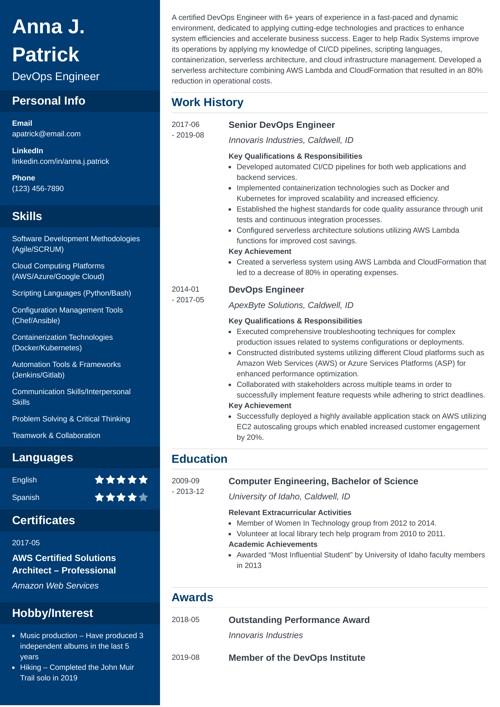 Anna J.
Patrick
DevOps Engineer
Personal Info
Email
apatrick@email.com
LinkedIn
linkedin.com/in/anna.j.patrick
Phone
(123) 456-7890
Skills
Software Development Methodologies
(Agile/SCRUM)
Cloud Computing Platforms
(AWS/Azure/Google Cloud)
Scripting Languages (Python/Bash)
Configuration Management Tools
(Chef/Ansible)
Containerization Technologies
(Docker/Kubernetes)
Automation Tools & Frameworks
(Jenkins/Gitlab)
Communication Skills/Interpersonal
Skills
Problem Solving & Critical Thinking
Teamwork & Collaboration
Languages
English
Spanish
Certificates
2017-05
AWS Certified Solutions
Architect – Professional
Amazon Web Services
Hobby/Interest
• Music production – Have produced 3
independent albums in the last 5
years
• Hiking – Completed the John Muir
Trail solo in 2019
A certified DevOps Engineer with 6+ years of experience in a fast-paced and dynamic
environment, dedicated to applying cutting-edge technologies and practices to enhance
system efficiencies and accelerate business success. Eager to help Radix Systems improve
its operations by applying my knowledge of CI/CD pipelines, scripting languages,
containerization, serverless architecture, and cloud infrastructure management. Developed a
serverless architecture combining AWS Lambda and CloudFormation that resulted in an 80%
reduction in operational costs.
Work History
2017-06
- 2019-08
Senior DevOps Engineer
Innovaris Industries, Caldwell, ID
Key Qualifications & Responsibilities
• Developed automated CI/CD pipelines for both web applications and
backend services.
• Implemented containerization technologies such as Docker and
Kubernetes for improved scalability and increased efficiency.
• Established the highest standards for code quality assurance through unit
tests and continuous integration processes.
• Configured serverless architecture solutions utilizing AWS Lambda
functions for improved cost savings.
Key Achievement
• Created a serverless system using AWS Lambda and CloudFormation that
led to a decrease of 80% in operating expenses.
2014-01
- 2017-05
DevOps Engineer
ApexByte Solutions, Caldwell, ID
Key Qualifications & Responsibilities
• Executed comprehensive troubleshooting techniques for complex
production issues related to systems configurations or deployments.
• Constructed distributed systems utilizing different Cloud platforms such as
Amazon Web Services (AWS) or Azure Services Platforms (ASP) for
enhanced performance optimization.
• Collaborated with stakeholders across multiple teams in order to
successfully implement feature requests while adhering to strict deadlines.
Key Achievement
• Successfully deployed a highly available application stack on AWS utilizing
EC2 autoscaling groups which enabled increased customer engagement
by 20%.
Education
2009-09
- 2013-12
Computer Engineering, Bachelor of Science
University of Idaho, Caldwell, ID
Relevant Extracurricular Activities
• Member of Women In Technology group from 2012 to 2014.
• Volunteer at local library tech help program from 2010 to 2011.
Academic Achievements
• Awarded “Most Influential Student” by University of Idaho faculty members
in 2013
Awards
2018-05
Outstanding Performance Award
Innovaris Industries
2019-08
Member of the DevOps Institute